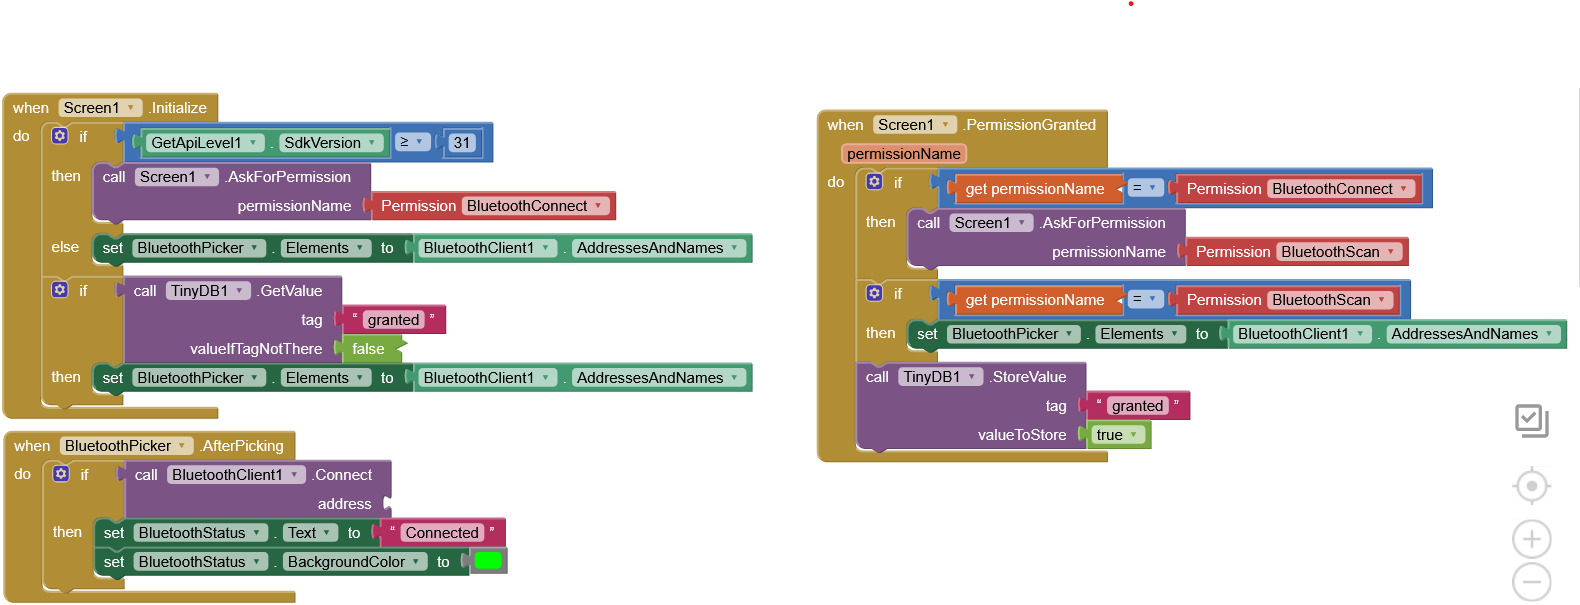 when Screen1 .Initialize
do if GetApiLevel1 . SdkVersion ≥ 31
then call Screen1 .AskForPermission
permissionName Permission BluetoothConnect
else set BluetoothPicker . Elements to BluetoothClient1 . AddressesAndNames
if call TinyDB1 .GetValue
tag “ granted ”
valueIfTagNotThere false
then set BluetoothPicker . Elements to BluetoothClient1 . AddressesAndNames
when BluetoothPicker .AfterPicking
do if call BluetoothClient1 .Connect
address
then set BluetoothStatus . Text to “ Connected ”
set BluetoothStatus . BackgroundColor to
when Screen1 .PermissionGranted
permissionName
do if get permissionName = Permission BluetoothConnect
then call Screen1 .AskForPermission
permissionName Permission BluetoothScan
if get permissionName = Permission BluetoothScan
then set BluetoothPicker . Elements to BluetoothClient1 . AddressesAndNames
call TinyDB1 .StoreValue
tag “ granted ”
valueToStore true